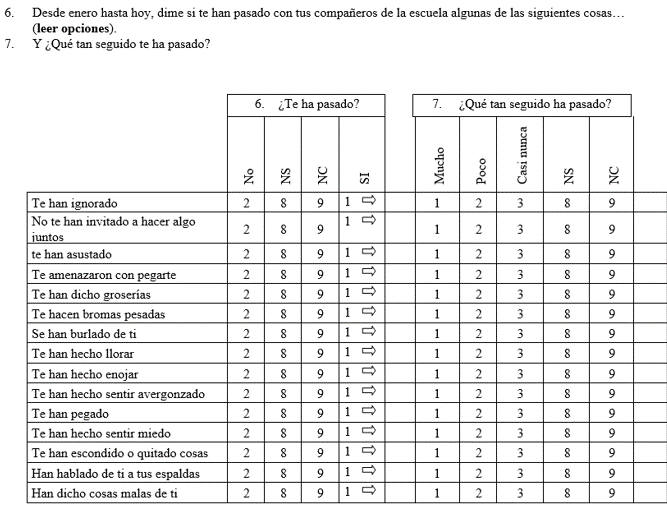 6. Desde enero hasta hoy, dime si te han pasado con tus compañeros de la escuela algunas de las siguientes cosas…
(leer opciones).
7. Y ¿Qué tan seguido te ha pasado?
6. ¿Te ha pasado? 7. ¿Qué tan seguido ha pasado?
No NS NC SI Mucho Poco Casi nunca NS NC
Te han ignorado 2 8 9 1 ⇨ 1 2 3 8 9
No te han invitado a hacer algo
juntos 2 8 9 1 ⇨ 1 2 3 8 9
te han asustado 2 8 9 1 ⇨ 1 2 3 8 9
Te amenazaron con pegarte 2 8 9 1 ⇨ 1 2 3 8 9
Te han dicho groserías 2 8 9 1 ⇨ 1 2 3 8 9
Te hacen bromas pesadas 2 8 9 1 ⇨ 1 2 3 8 9
Se han burlado de ti 2 8 9 1 ⇨ 1 2 3 8 9
Te han hecho llorar 2 8 9 1 ⇨ 1 2 3 8 9
Te han hecho enojar 2 8 9 1 ⇨ 1 2 3 8 9
Te han hecho sentir avergonzado 2 8 9 1 ⇨ 1 2 3 8 9
Te han pegado 2 8 9 1 ⇨ 1 2 3 8 9
Te han hecho sentir miedo 2 8 9 1 ⇨ 1 2 3 8 9
Te han escondido o quitado cosas 2 8 9 1 ⇨ 1 2 3 8 9
Han hablado de ti a tus espaldas 2 8 9 1 ⇨ 1 2 3 8 9
Han dicho cosas malas de ti 2 8 9 1 ⇨ 1 2 3 8 9